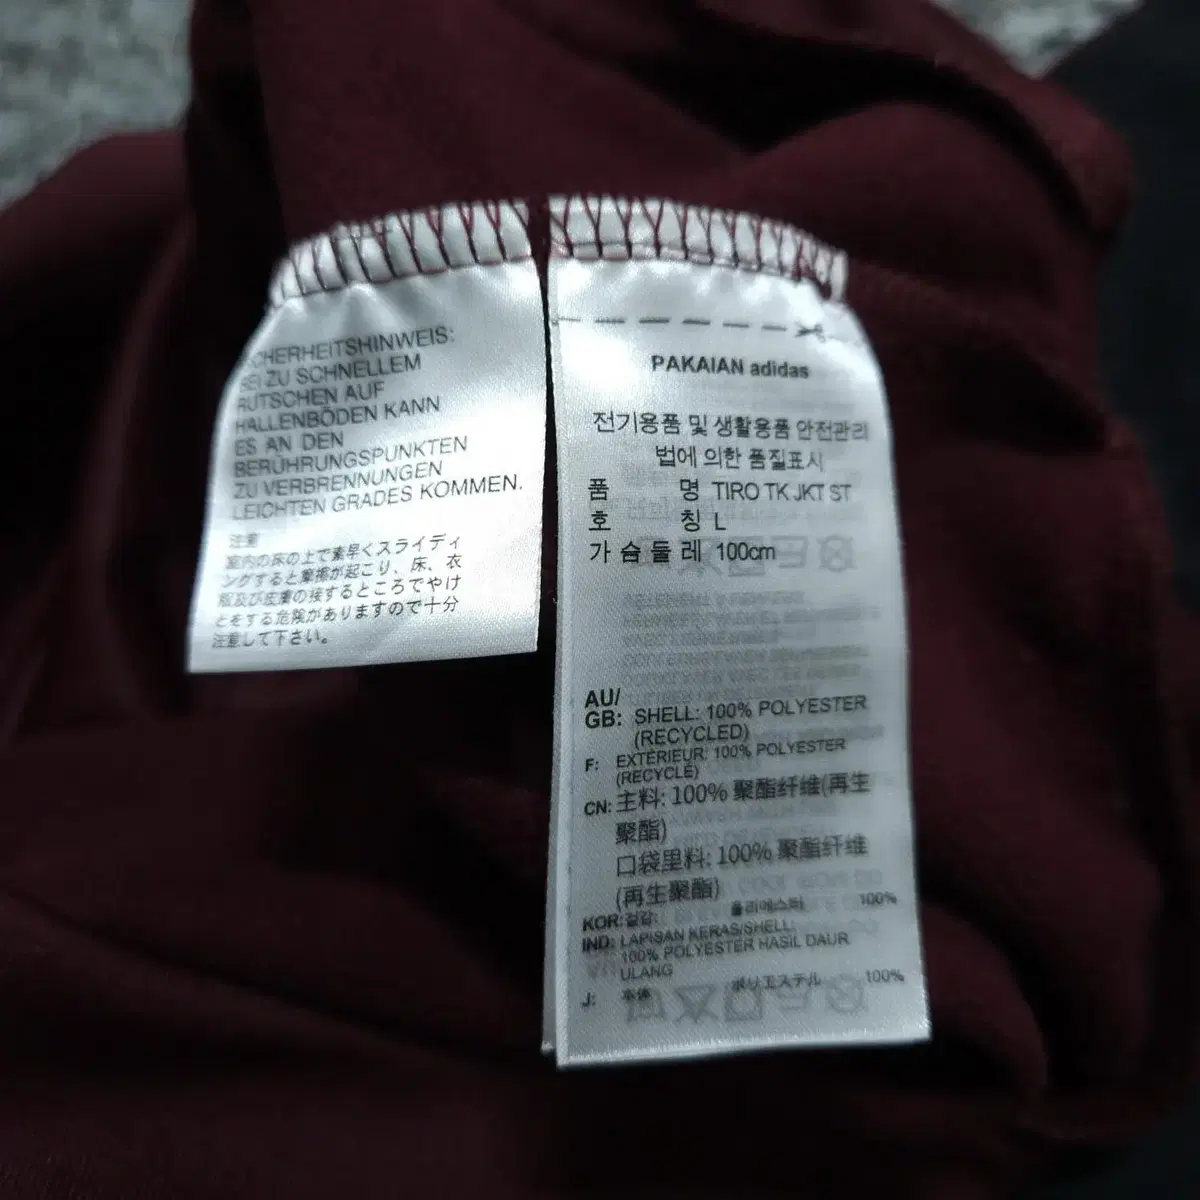 CHERHEITSHINWEIS:
BEI ZU SCHNELLEM
RUTSCHEN AUF
HALLENBÖDEN KANN
ES AN DEN
BERÜHRUNGSPUNKTEN
ZU VERBRENNUNGEN
LEICHTEN GRADES KOMMEN.
注意
室内の床の上で素早くスライディ
ングすると摩擦が起こり、床、衣
服及び皮膚の接するところでやけ
どをする危険がありますので十分
注意して下さい。
PAKAIAN adidas
전기용품 및 생활용품 안전관리
법에 의한 품질표시
품 명 TIRO TK JKT ST
호 칭 L
가 슴 둘 레 100cm
AU/
GB: SHELL: 100% POLYESTER
(RECYCLED)
F: EXTÉRIEUR: 100% POLYESTER
(RECYCLÉ)
CN: 主料: 100% 聚酯纤维(再生
聚酯)
口袋里料: 100% 聚酯纤维
(再生聚酯)
KOR: 겉감: 폴리에스터 100%
IND: LAPISAN KERAS/SHELL:
100% POLYESTER HASIL DAUR
ULANG
J: 本体 ポリエステル 100%